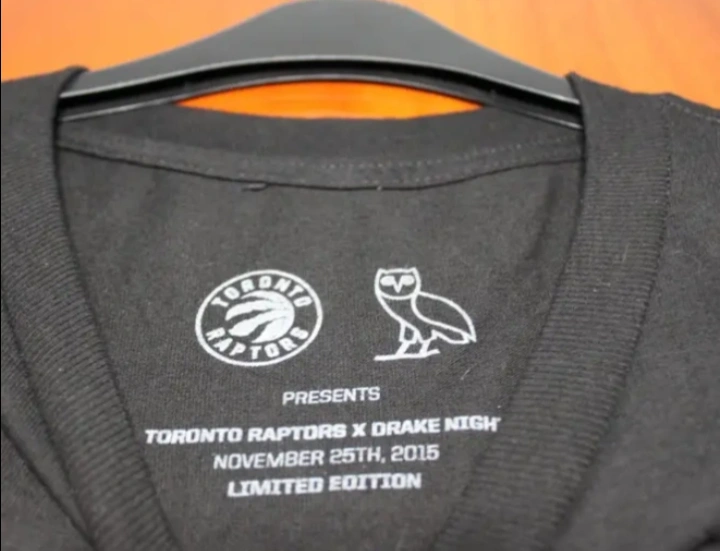 TORONTO
RAPTORS
PRESENTS
TORONTO RAPTORS X DRAKE NIGH
NOVEMBER 25TH, 2015
LIMITED EDITION